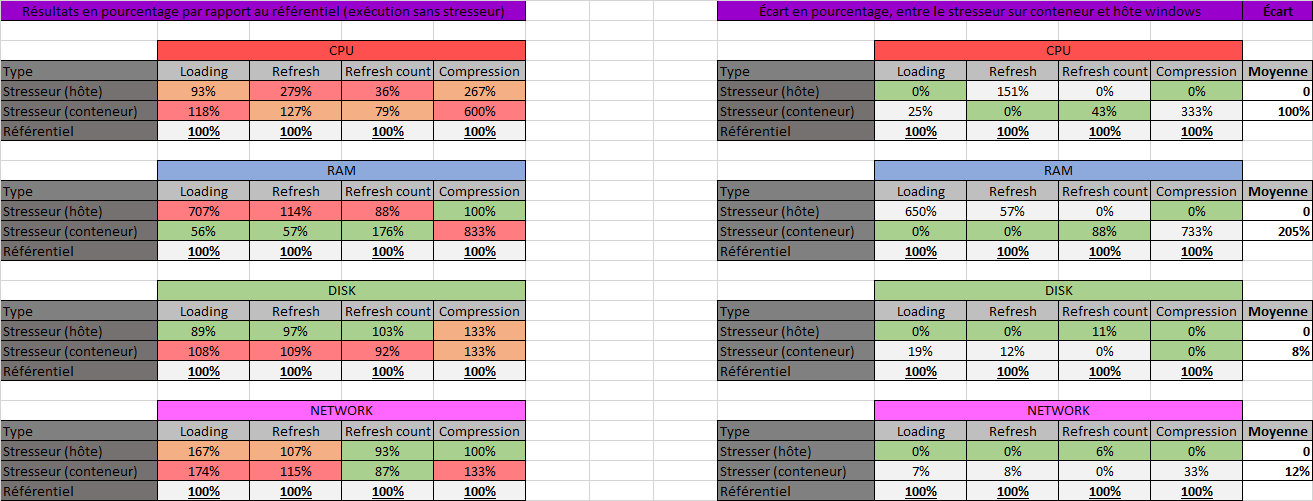 Résultats en pourcentage par rapport au référentiel (exécution sans stresseur)
Écart en pourcentage, entre le stresseur sur conteneur et hôte windows Écart
CPU
Type Loading Refresh Refresh count Compression
Stresseur (hôte) 93% 279% 36% 267%
Stresseur (conteneur) 118% 127% 79% 600%
Référentiel 100% 100% 100% 100%
CPU
Type Loading Refresh Refresh count Compression Moyenne
Stresseur (hôte) 0% 151% 0% 0% 0
Stresseur (conteneur) 25% 0% 43% 333% 100%
Référentiel 100% 100% 100% 100%
RAM
Type Loading Refresh Refresh count Compression
Stresseur (hôte) 707% 114% 88% 100%
Stresseur (conteneur) 56% 57% 176% 833%
Référentiel 100% 100% 100% 100%
RAM
Type Loading Refresh Refresh count Compression Moyenne
Stresseur (hôte) 650% 57% 0% 0% 0
Stresseur (conteneur) 0% 0% 88% 733% 205%
Référentiel 100% 100% 100% 100%
DISK
Type Loading Refresh Refresh count Compression
Stresseur (hôte) 89% 97% 103% 133%
Stresseur (conteneur) 108% 109% 92% 133%
Référentiel 100% 100% 100% 100%
DISK
Type Loading Refresh Refresh count Compression Moyenne
Stresseur (hôte) 0% 0% 11% 0% 0
Stresseur (conteneur) 19% 12% 0% 0% 8%
Référentiel 100% 100% 100% 100%
NETWORK
Type Loading Refresh Refresh count Compression
Stresseur (hôte) 167% 107% 93% 100%
Stresseur (conteneur) 174% 115% 87% 133%
Référentiel 100% 100% 100% 100%
NETWORK
Type Loading Refresh Refresh count Compression Moyenne
Stresser (hôte) 0% 0% 6% 0% 0
Stresser (conteneur) 7% 8% 0% 33% 12%
Référentiel 100% 100% 100% 100%